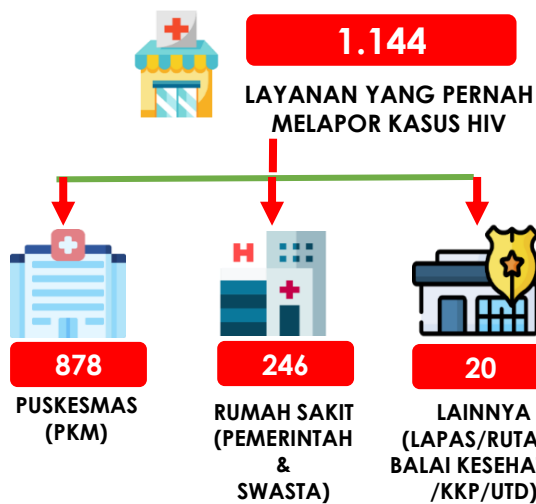 1.144
LAYANAN YANG PERNAH
MELAPOR KASUS HIV
H
878
PUSKESMAS
(PKM)
246
RUMAH SAKIT
(PEMERINTAH
&
SWASTA)
20
LAINNYA
(LAPAS/RUTA
BALAI KESEHA
/KKP/UTD)